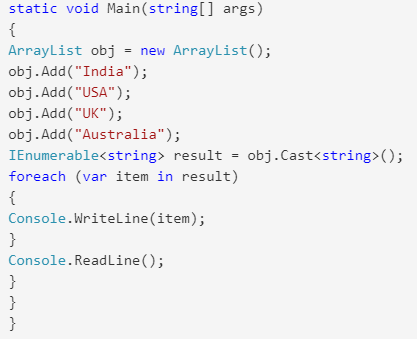 static void Main(string[] args)
{
ArrayList obj = new ArrayList();
obj.Add("India");
obj.Add("USA");
obj.Add("UK");
obj.Add("Australia");
IEnumerable<string> result = obj.Cast<string>();
foreach (var item in result)
{
Console.WriteLine(item);
}
Console.ReadLine();
}
}
}